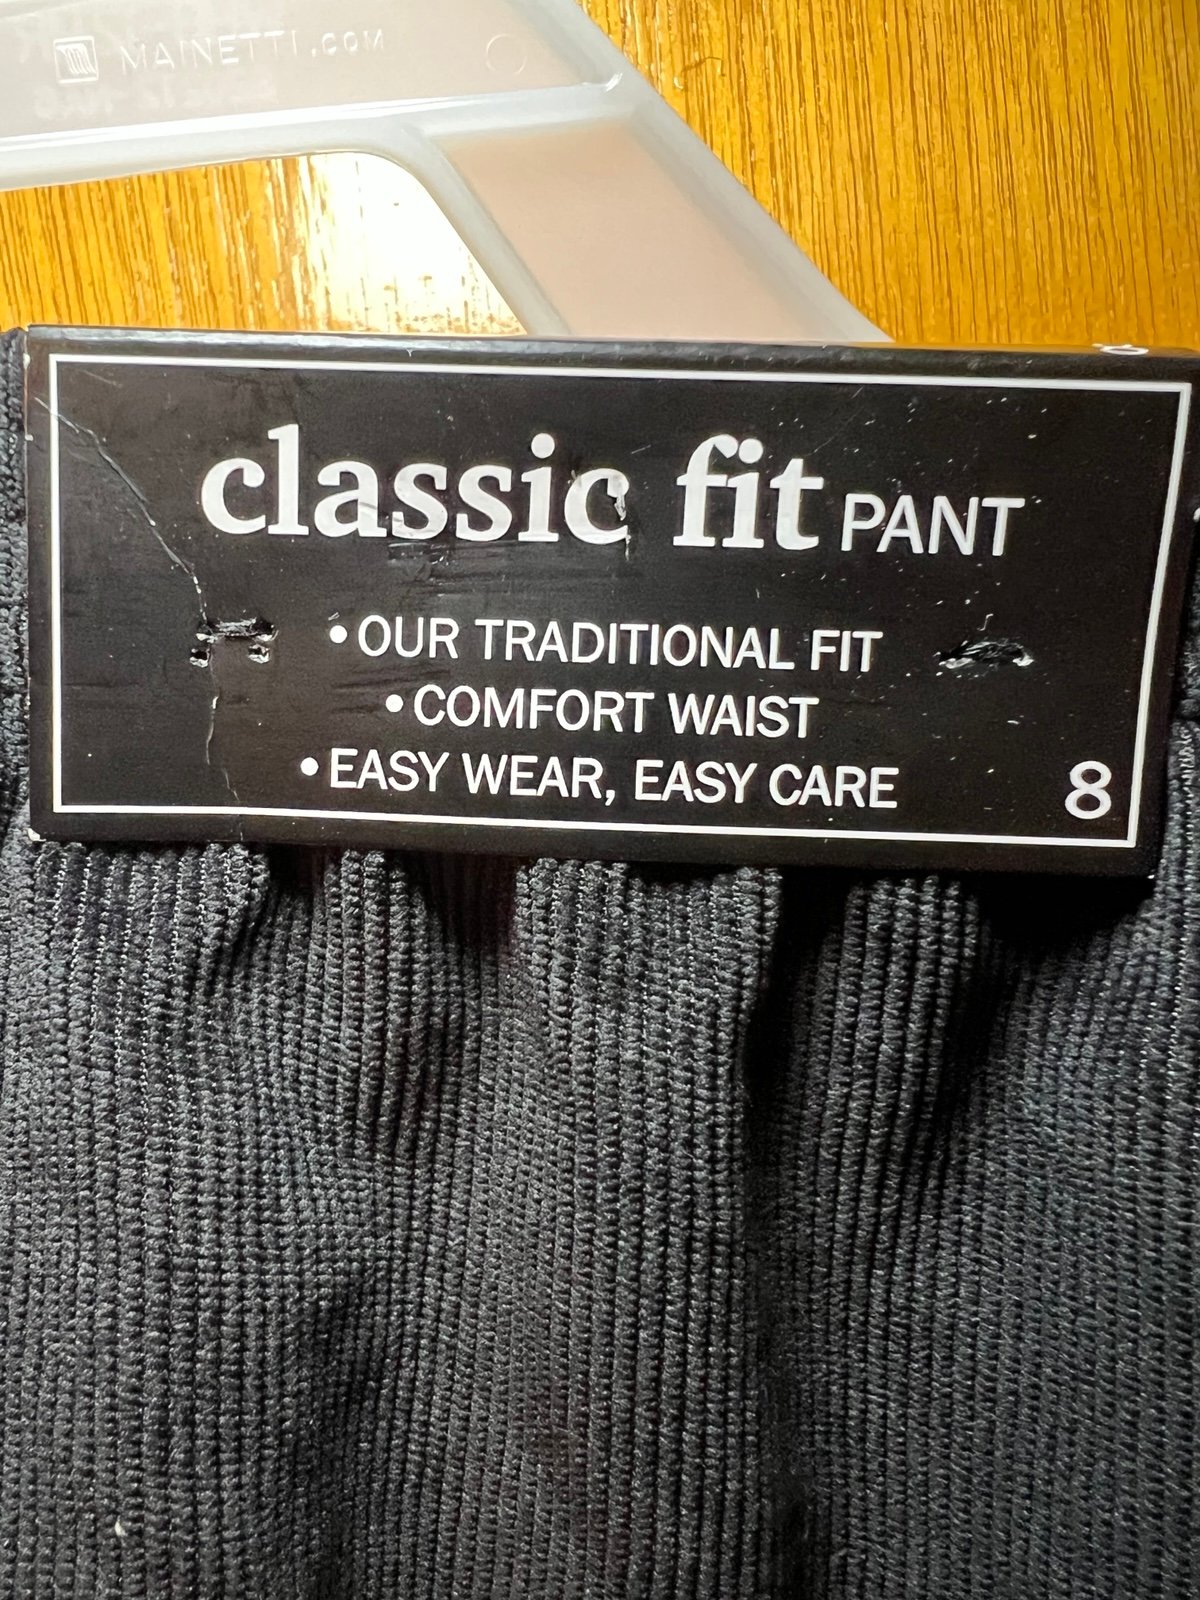 MAINETTI.COM
classic fit PANT
• OUR TRADITIONAL FIT
• COMFORT WAIST
• EASY WEAR, EASY CARE
8